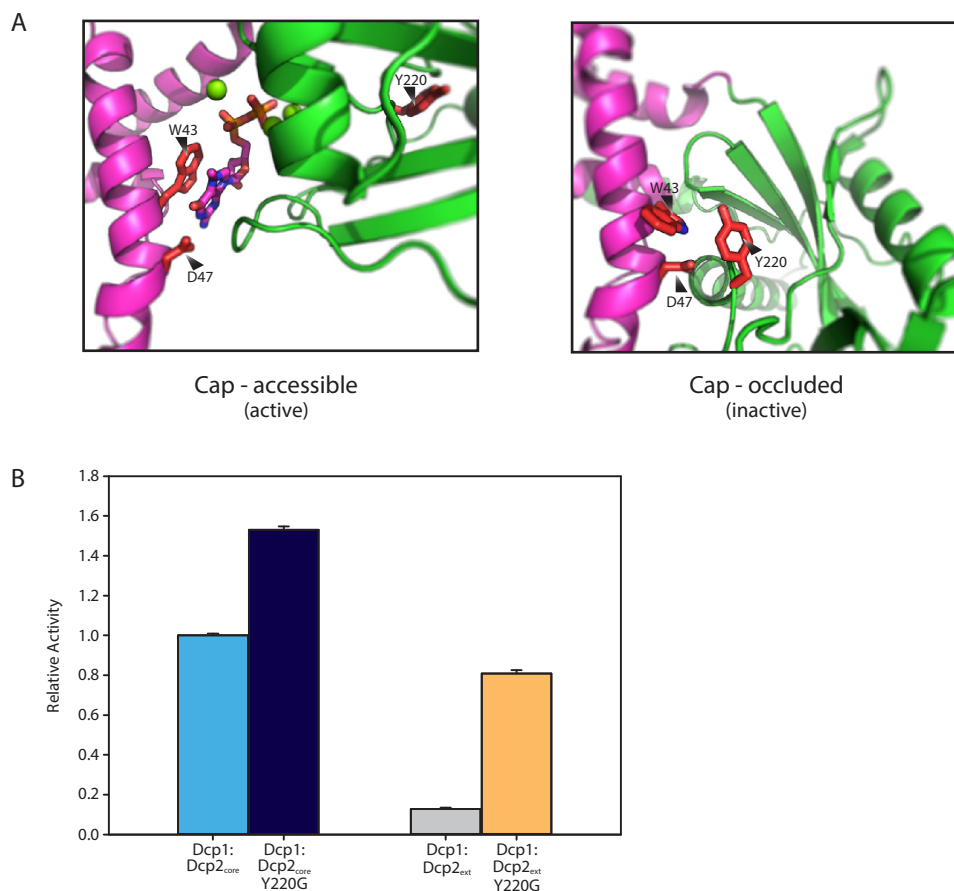 A
W43
D47
Y220
Cap - accessible
(active)
W43
D47
Y220
Cap - occluded
(inactive)
B
Relative Activity
1.8
1.6
1.4
1.2
1.0
0.8
0.6
0.4
0.2
0.0
Dcp1:
Dcp2core
Dcp1:
Dcp2core
Y220G
Dcp1:
Dcp2ext
Dcp1:
Dcp2ext
Y220G